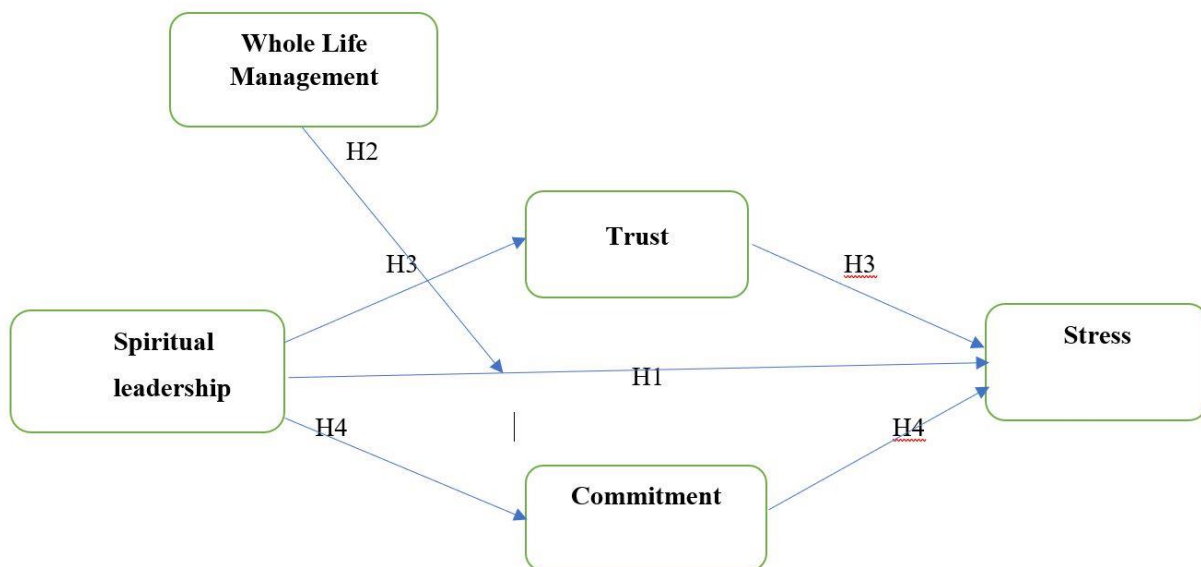 Whole Life
Management
H2
Trust
H3
H3
Spiritual
leadership
Stress
H1
H4
H4
Commitment